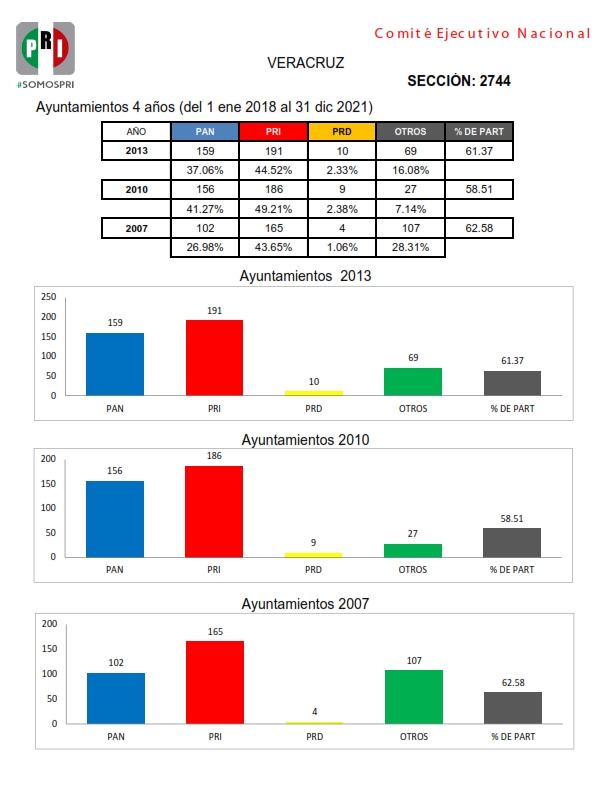 Comité Ejecutivo Nacional
PRI
#SOMOSPRI
VERACRUZ
SECCIÓN: 2744
Ayuntamientos 4 años (del 1 ene 2018 al 31 dic 2021)
AÑO PAN PRI PRD OTROS % DE PART
2013 159 191 10 69 61.37
37.06% 44.52% 2.33% 16.08%
2010 156 186 9 27 58.51
41.27% 49.21% 2.38% 7.14%
2007 102 165 4 107 62.58
26.98% 43.65% 1.06% 28.31%
Ayuntamientos 2013
250
200
150
100
50
0
159 191 10 69 61.37
PAN PRI PRD OTROS % DE PART
Ayuntamientos 2010
200
150
100
50
0
156 186 9 27 58.51
PAN PRI PRD OTROS % DE PART
Ayuntamientos 2007
200
150
100
50
0
102 165 4 107 62.58
PAN PRI PRD OTROS % DE PART